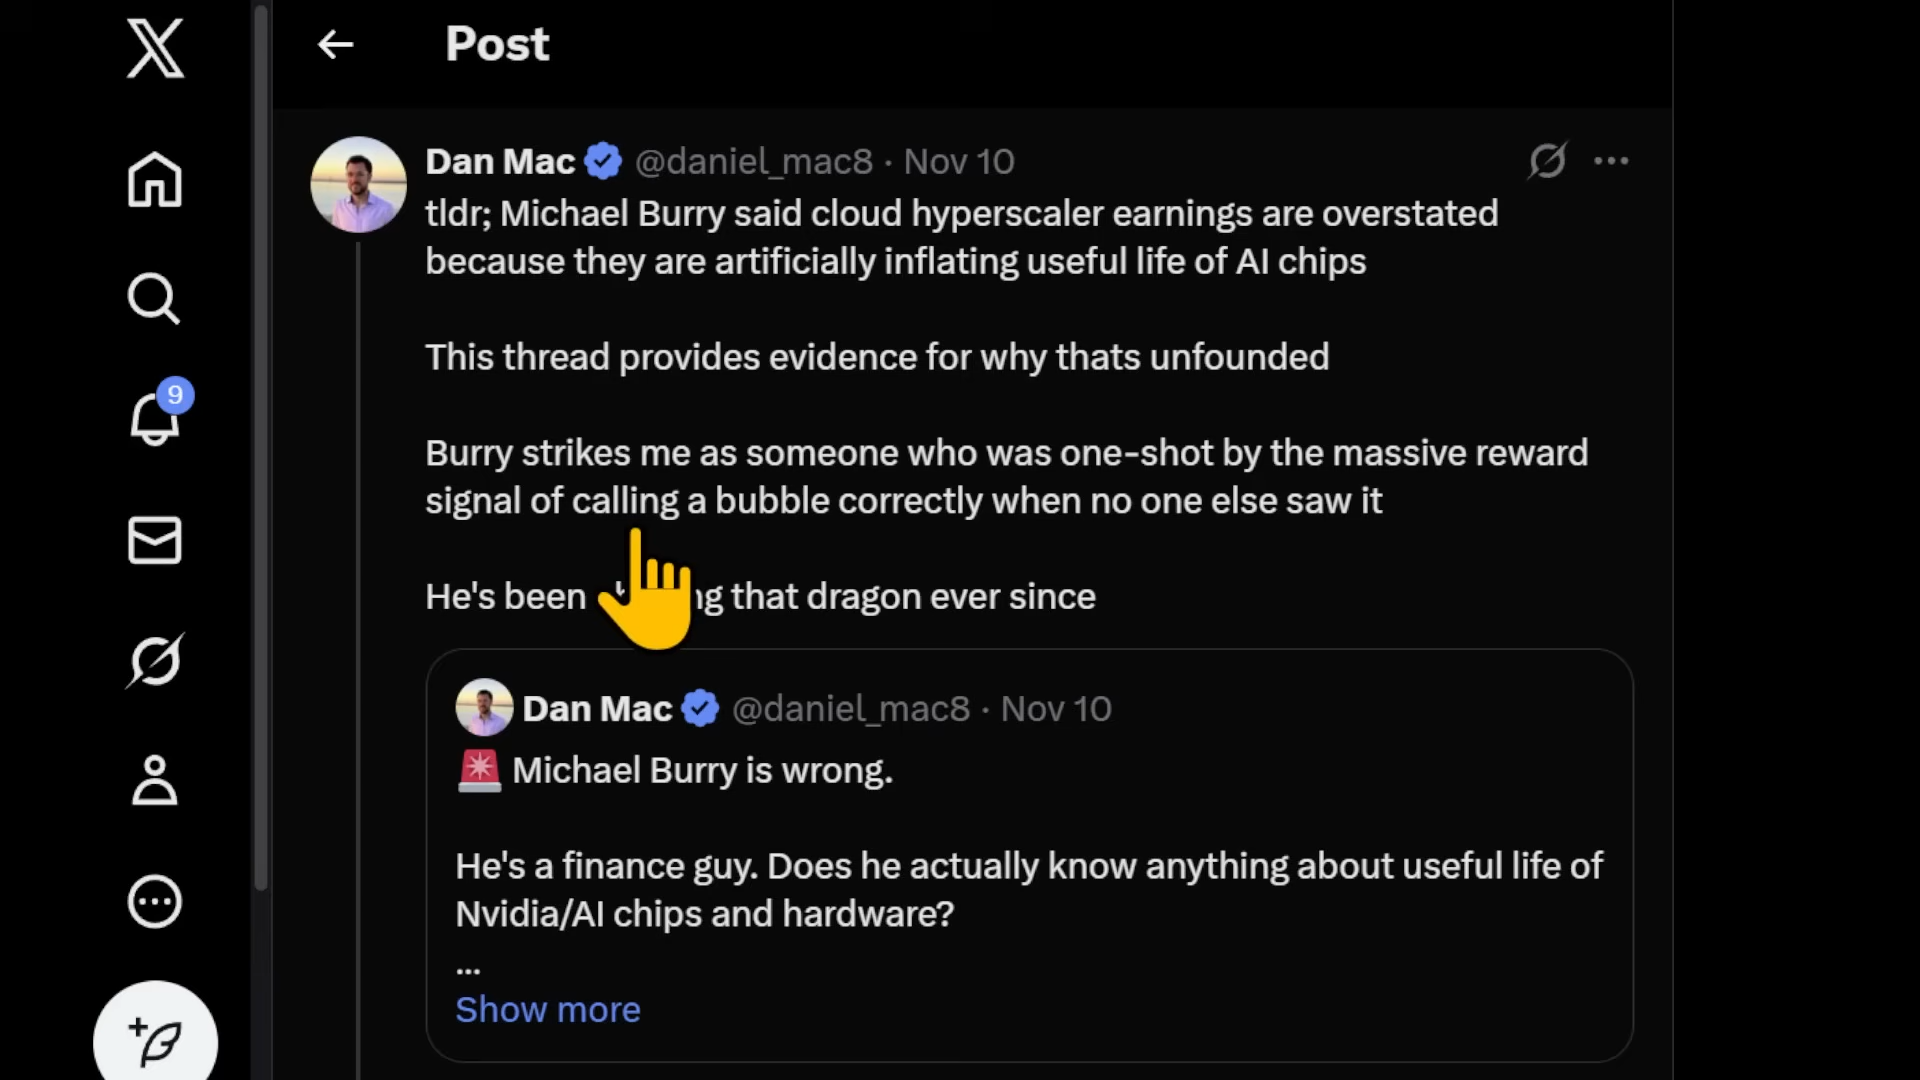 Post
Dan Mac @daniel_mac8 · Nov 10
tldr; Michael Burry said cloud hyperscaler earnings are overstated
because they are artificially inflating useful life of AI chips
This thread provides evidence for why thats unfounded
Burry strikes me as someone who was one-shot by the massive reward
signal of calling a bubble correctly when no one else saw it
He's been that dragon ever since
Dan Mac @daniel_mac8 · Nov 10
Michael Burry is wrong.
He's a finance guy. Does he actually know anything about useful life of
Nvidia/AI chips and hardware?
...
Show more
9